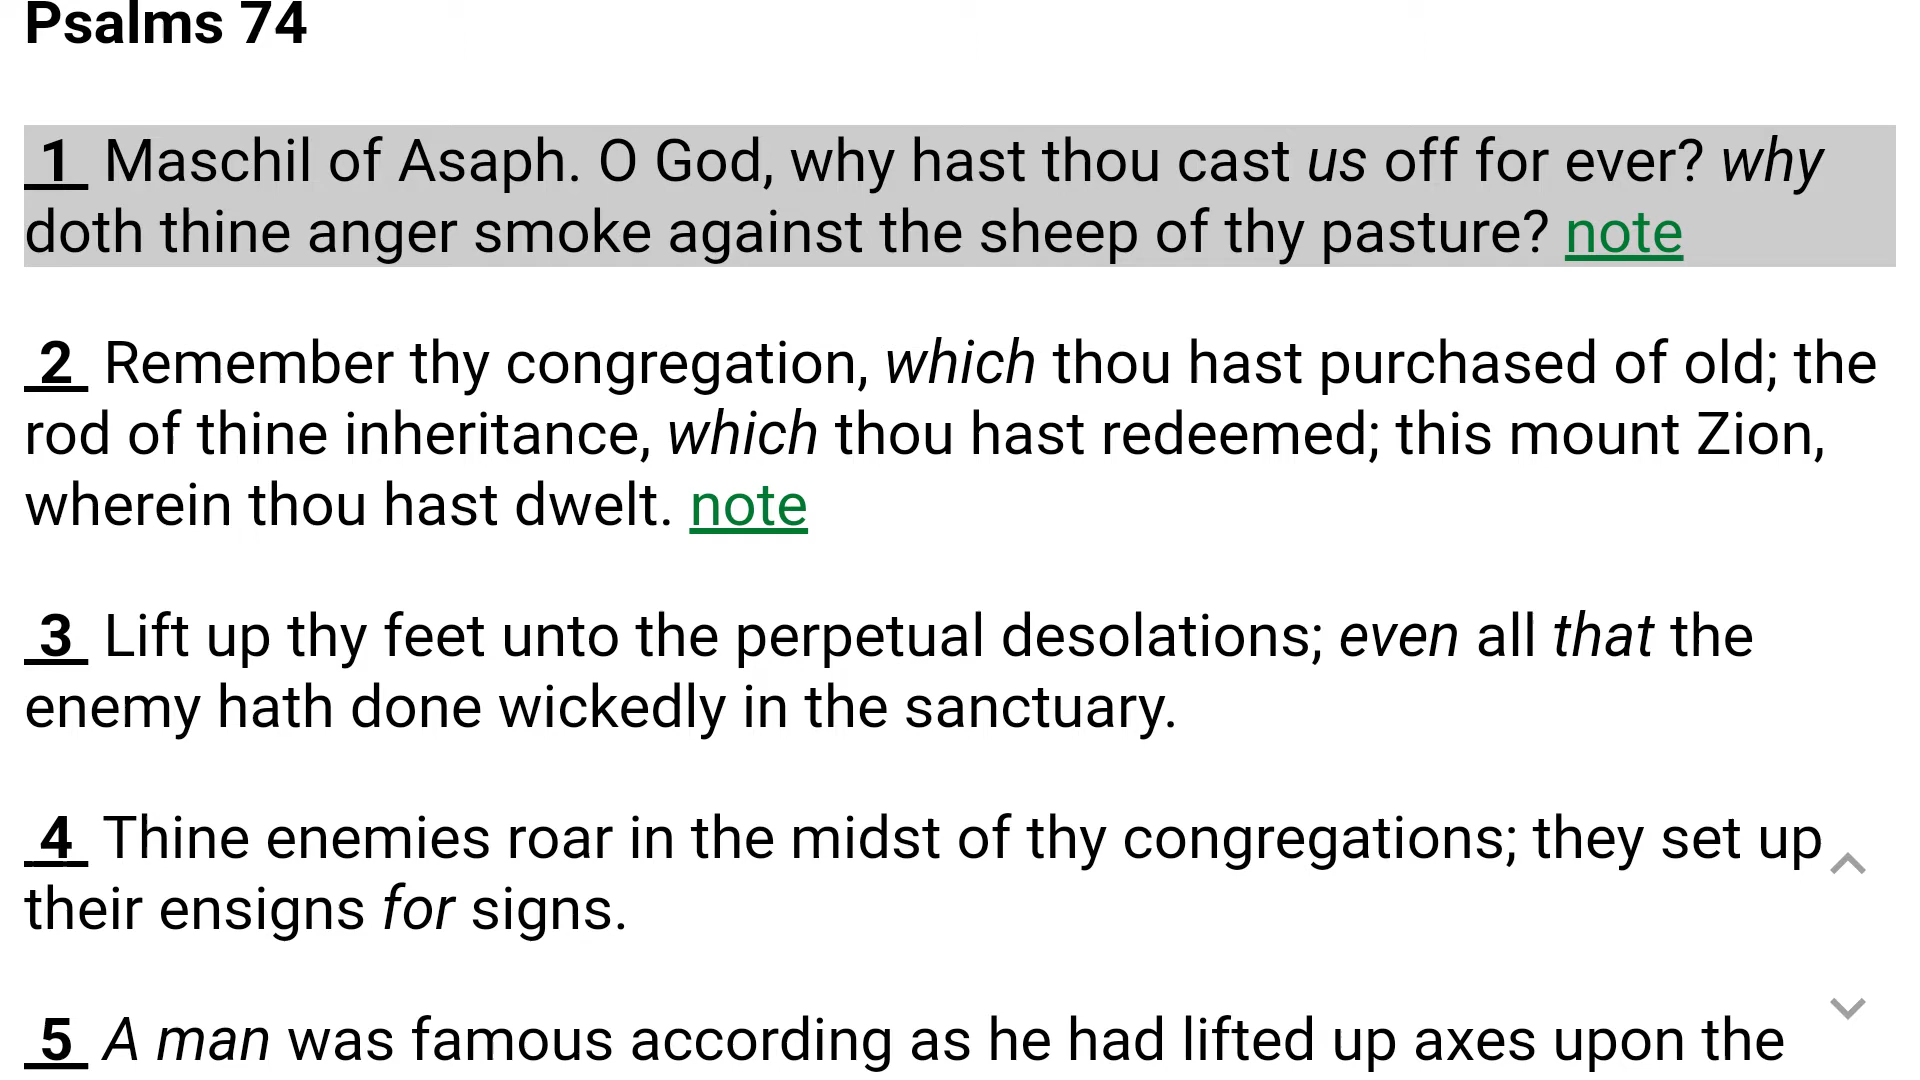 Psalms 74
1 Maschil of Asaph. O God, why hast thou cast us off for ever? why
doth thine anger smoke against the sheep of thy pasture? note
2 Remember thy congregation, which thou hast purchased of old; the
rod of thine inheritance, which thou hast redeemed; this mount Zion,
wherein thou hast dwelt. note
3 Lift up thy feet unto the perpetual desolations; even all that the
enemy hath done wickedly in the sanctuary.
4 Thine enemies roar in the midst of thy congregations; they set up
their ensigns for signs.
5 A man was famous according as he had lifted up axes upon the